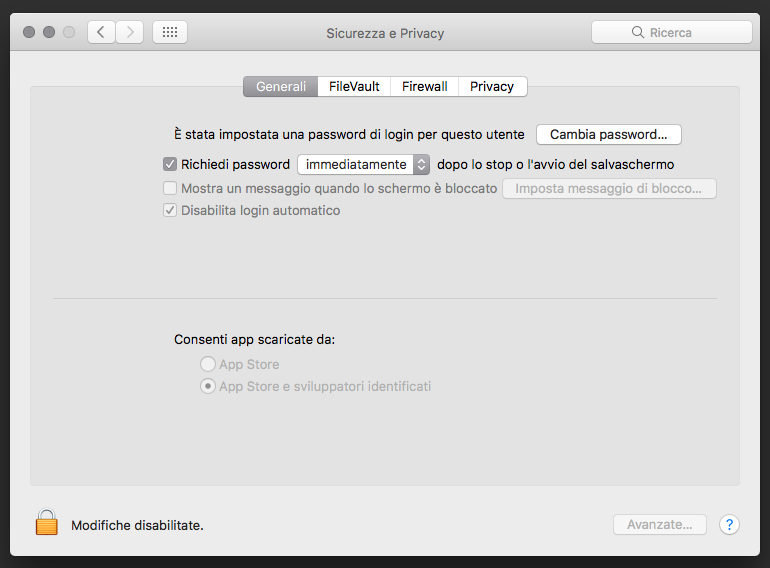 Sicurezza e Privacy
Ricerca
Generali FileVault Firewall Privacy
È stata impostata una password di login per questo utente Cambia password...
Richiedi password immediatamente dopo lo stop o l'avvio del salvaschermo
Mostra un messaggio quando lo schermo è bloccato Imposta messaggio di blocco...
Disabilita login automatico
Consenti app scaricate da:
App Store
App Store e sviluppatori identificati
Modifiche disabilitate.
Avanzate...
?